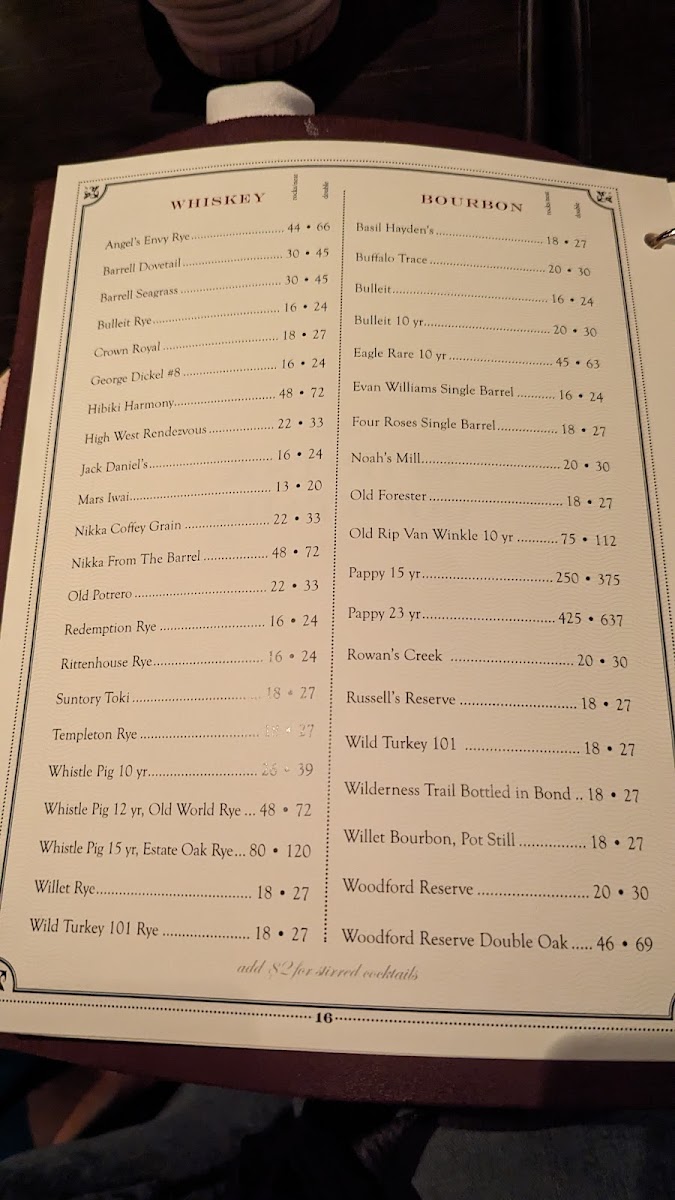 WHISKEY
rocks/neat
double
Angel's Envy Rye 44 • 66
Barrell Dovetail 30 • 45
Barrell Seagrass 30 • 45
Bulleit Rye 16 • 24
Crown Royal 18 • 27
George Dickel #8 16 • 24
Hibiki Harmony 48 • 72
High West Rendezvous 22 • 33
Jack Daniel's 16 • 24
Mars Iwai 13 • 20
Nikka Coffey Grain 22 • 33
Nikka From The Barrel 48 • 72
Old Potrero 22 • 33
Redemption Rye 16 • 24
Rittenhouse Rye 16 • 24
Suntory Toki 18 • 27
Templeton Rye • 27
Whistle Pig 10 yr 26 • 39
Whistle Pig 12 yr, Old World Rye ... 48 • 72
Whistle Pig 15 yr, Estate Oak Rye... 80 • 120
Willet Rye 18 • 27
Wild Turkey 101 Rye 18 • 27
BOURBON
rocks/neat
double
Basil Hayden's 18 • 27
Buffalo Trace 20 • 30
Bulleit 16 • 24
Bulleit 10 yr 20 • 30
Eagle Rare 10 yr 45 • 63
Evan Williams Single Barrel 16 • 24
Four Roses Single Barrel 18 • 27
Noah's Mill 20 • 30
Old Forester 18 • 27
Old Rip Van Winkle 10 yr 75 • 112
Pappy 15 yr 250 • 375
Pappy 23 yr 425 • 637
Rowan's Creek 20 • 30
Russell's Reserve 18 • 27
Wild Turkey 101 18 • 27
Wilderness Trail Bottled in Bond .. 18 • 27
Willet Bourbon, Pot Still 18 • 27
Woodford Reserve 20 • 30
Woodford Reserve Double Oak ..... 46 • 69
add $2 for stirred cocktails
16